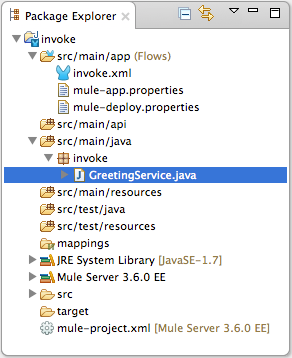 Package Explorer
invoke
src/main/app (Flows)
invoke.xml
mule-app.properties
mule-deploy.properties
src/main/api
src/main/java
invoke
GreetingService.java
src/main/resources
src/test/java
src/test/resources
mappings
JRE System Library [JavaSE-1.7]
Mule Server 3.6.0 EE
src
target
mule-project.xml [Mule Server 3.6.0 EE]